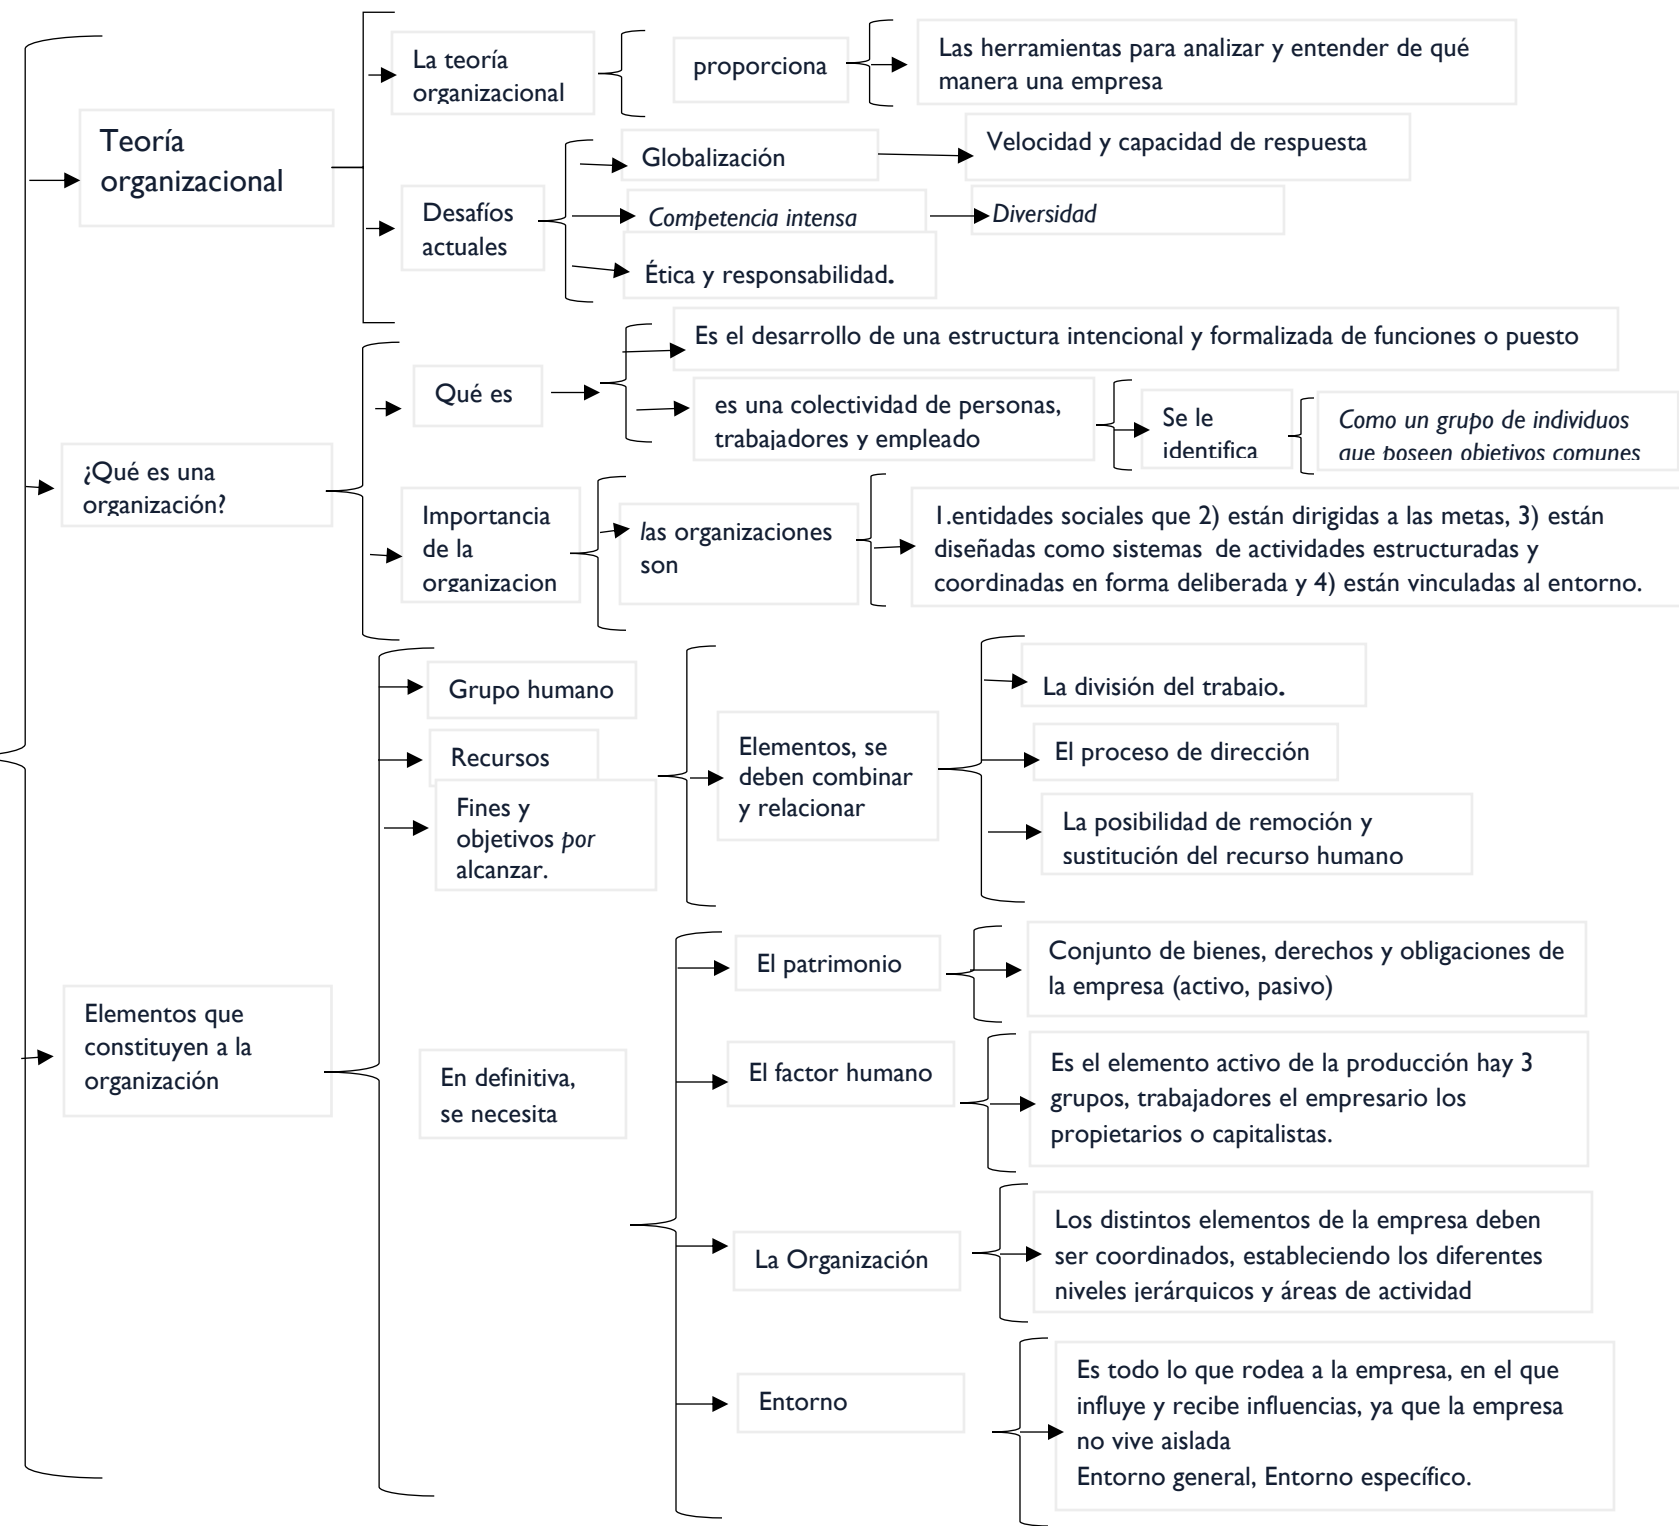 Teoría
organizacional
La teoría
organizacional
proporciona
Las herramientas para analizar y entender de qué
manera una empresa
Desafíos
actuales
Globalización
Velocidad y capacidad de respuesta
Competencia intensa
Diversidad
Ética y responsabilidad.
¿Qué es una
organización?
Qué es
Es el desarrollo de una estructura intencional y formalizada de funciones o puesto
es una colectividad de personas,
trabajadores y empleado
Se le
identifica
Como un grupo de individuos
que poseen objetivos comunes
Importancia
de la
organizacion
las organizaciones
son
1.entidades sociales que 2) están dirigidas a las metas, 3) están
diseñadas como sistemas de actividades estructuradas y
coordinadas en forma deliberada y 4) están vinculadas al entorno.
Elementos que
constituyen a la
organización
Grupo humano
Recursos
Fines y
objetivos por
alcanzar.
Elementos, se
deben combinar
y relacionar
La división del trabajo.
El proceso de dirección
La posibilidad de remoción y
sustitución del recurso humano
En definitiva,
se necesita
El patrimonio
Conjunto de bienes, derechos y obligaciones de
la empresa (activo, pasivo)
El factor humano
Es el elemento activo de la producción hay 3
grupos, trabajadores el empresario los
propietarios o capitalistas.
La Organización
Los distintos elementos de la empresa deben
ser coordinados, estableciendo los diferentes
niveles jerárquicos y áreas de actividad
Entorno
Es todo lo que rodea a la empresa, en el que
influye y recibe influencias, ya que la empresa
no vive aislada
Entorno general, Entorno específico.